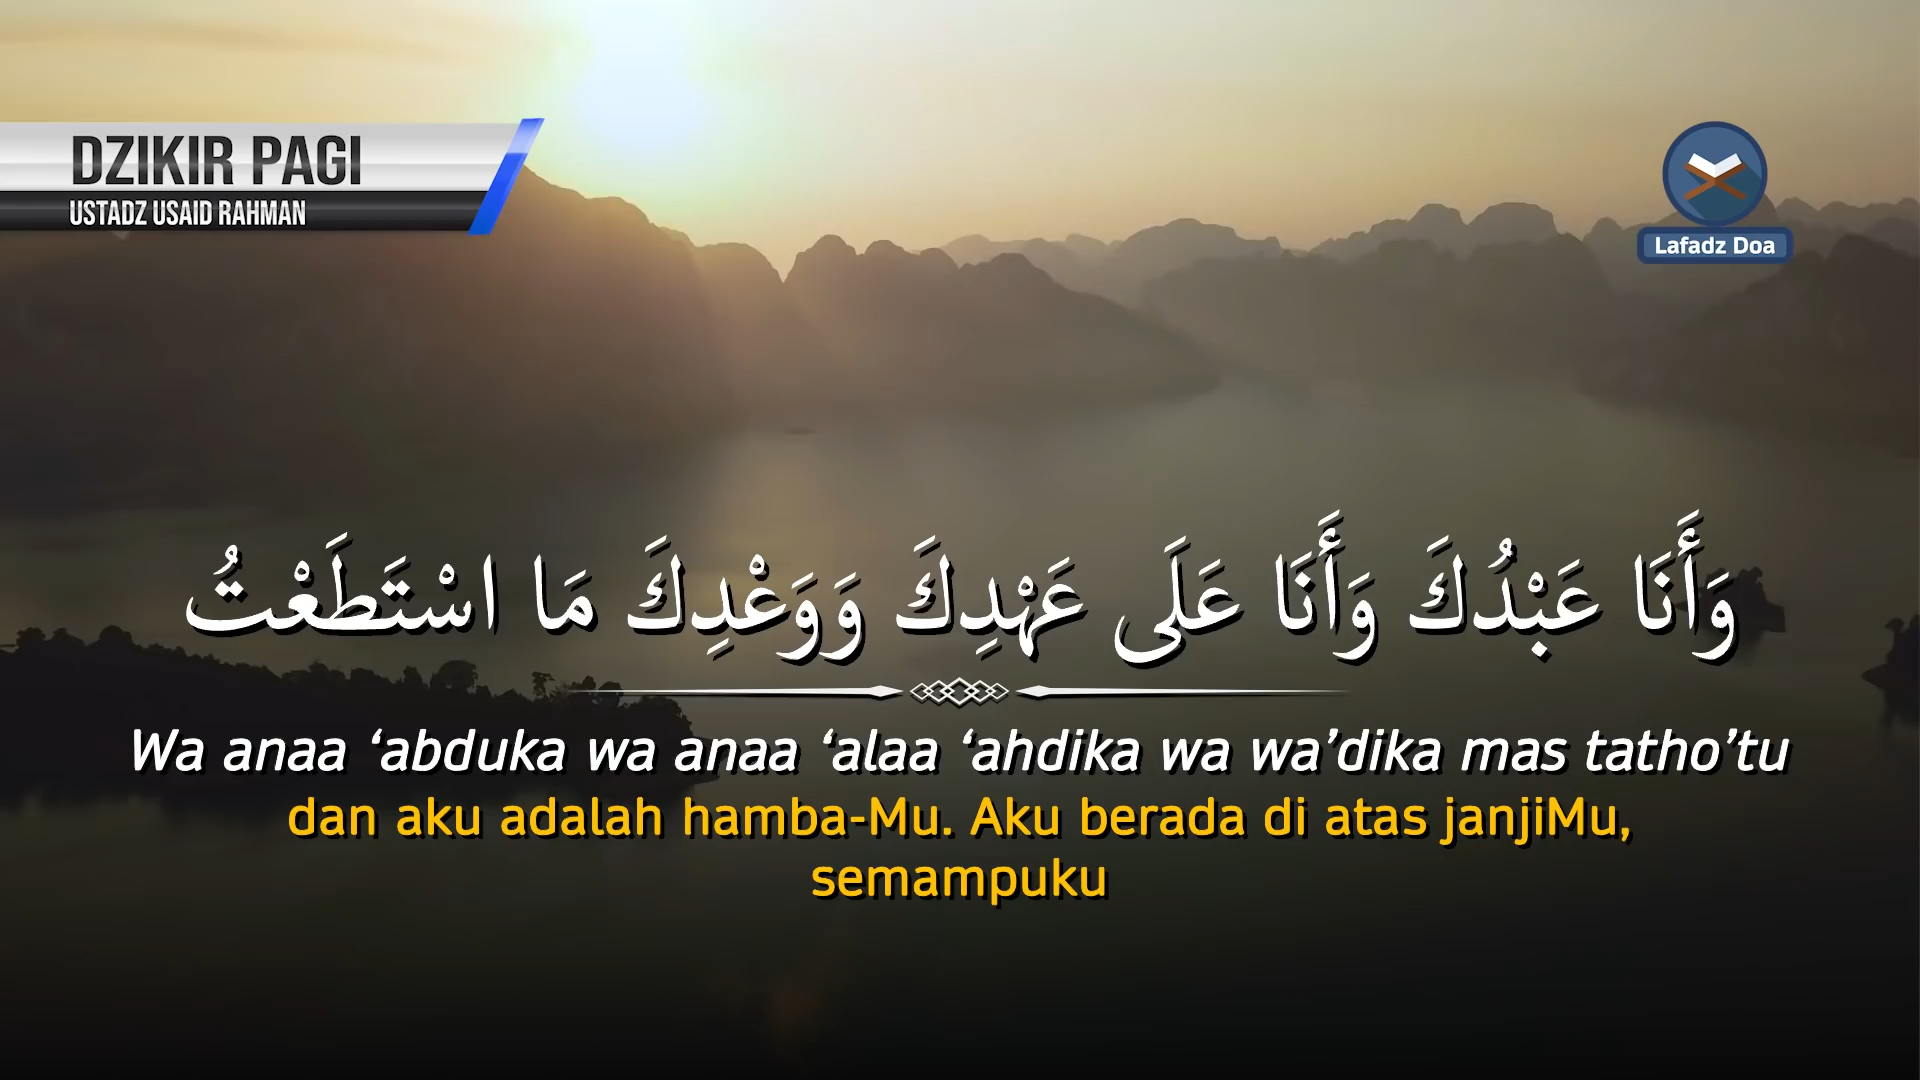 DZIKIR PAGI
USTADZ USAID RAHMAN
Lafadz Doa
وَأَنَا عَبْدُكَ وَأَنَا عَلَى عَهْدِكَ وَوَعْدِكَ مَا اسْتَطَعْتُ
Wa anaa ‘abduka wa anaa ‘alaa ‘ahdika wa wa’dika mas tatho’tu
dan aku adalah hamba-Mu. Aku berada di atas janjiMu,
semampuku